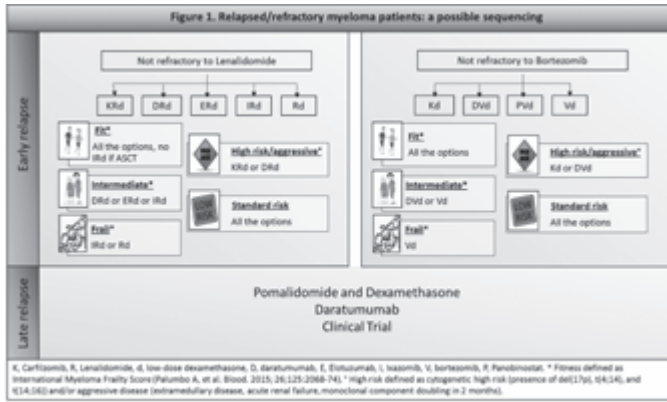 Figure 1. Relapsed/refractory myeloma patients: a possible sequencing
Early relapse
Not refractory to Lenalidomide
KRd DRd ERd IRd Rd
Fit*
All the options, no
IRd if ASCT
Intermediate*
DRd or ERd or IRd
Frail*
IRd or Rd
High risk/aggressive°
KRd or DRd
LOW RISK
Standard risk
All the options
Not refractory to Bortezomib
Kd DVd PVd Vd
Fit*
All the options
Intermediate*
DVd or Vd
Frail*
Vd
High risk/aggressive°
Kd or DVd
LOW RISK
Standard risk
All the options
Late relapse
Pomalidomide and Dexamethasone
Daratumumab
Clinical Trial
K, Carfilzomib, R, Lenalidomide, d, low-dose dexamethasone, D, daratumumab, E, Elotuzumab, I, Ixazomib, V, bortezomib, P, Panobinostat. * Fitness defined as
International Myeloma Frailty Score (Palumbo A, et al. Blood. 2015; 26;125:2068-74). ° High risk defined as cytogenetic high risk (presence of del(17p), t(4;14), and
t(14;16)) and/or aggressive disease (extramedullary disease, acute renal failure, monoclonal component doubling in 2 months).